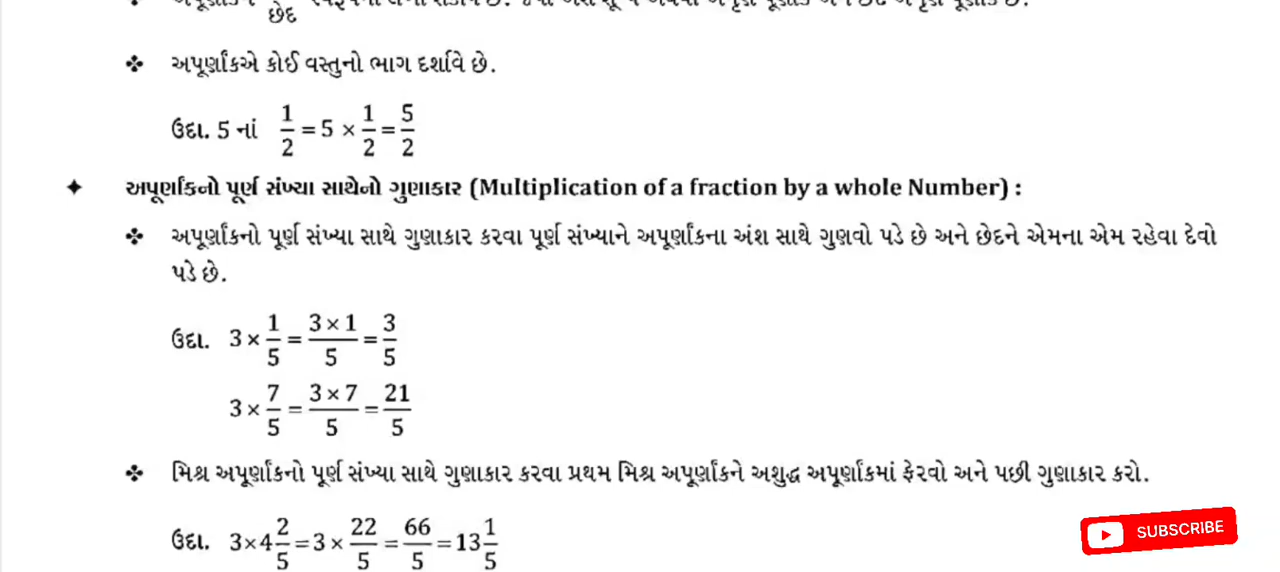 છેદ
❖ અપૂર્ણાંકએ કોઈ વસ્તુનો ભાગ દર્શાવે છે.
ઉદા. 5 નાં 1/2 = 5 × 1/2 = 5/2
✦ અપૂર્ણાંકનો પૂર્ણ સંખ્યા સાથેનો ગુણાકાર (Multiplication of a fraction by a whole Number) :
❖ અપૂર્ણાંકનો પૂર્ણ સંખ્યા સાથે ગુણાકાર કરવા પૂર્ણ સંખ્યાને અપૂર્ણાંકના અંશ સાથે ગુણવો પડે છે અને છેદને એમના એમ રહેવા દેવો
પડે છે.
ઉદા. 3 × 1/5 = 3 × 1/5 = 3/5
3 × 7/5 = 3 × 7/5 = 21/5
❖ મિશ્ર અપૂર્ણાંકનો પૂર્ણ સંખ્યા સાથે ગુણાકાર કરવા પ્રથમ મિશ્ર અપૂર્ણાંકને અશુદ્ધ અપૂર્ણાંકમાં ફેરવો અને પછી ગુણાકાર કરો.
ઉદા. 3×4 2/5 = 3 × 22/5 = 66/5 = 13 1/5
SUBSCRIBE